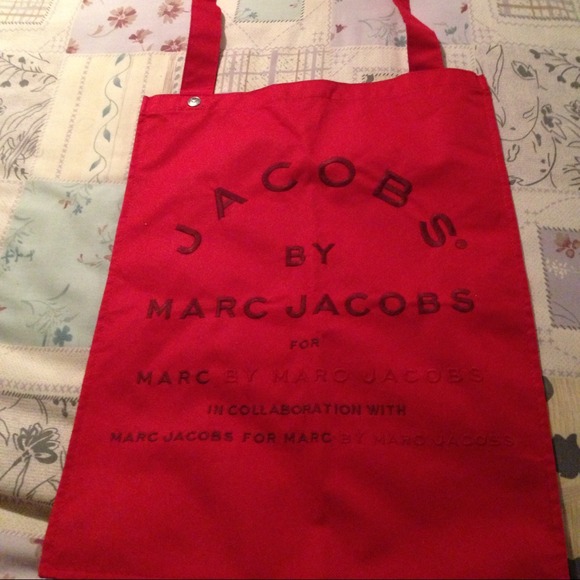 JACOBS®
BY
MARC JACOBS
FOR
MARC BY MARC JACOBS
IN COLLABORATION WITH
MARC JACOBS FOR MARC BY MARC JACOBS